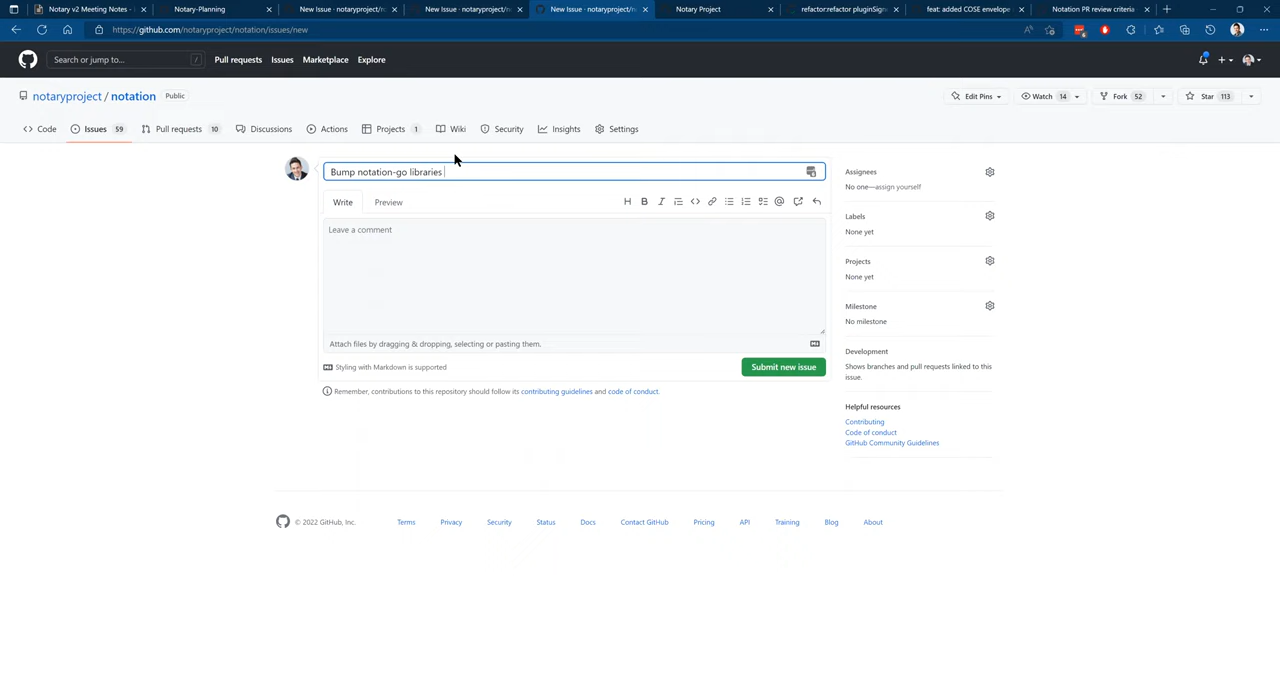 Notary v2 Meeting Notes -
Notary-Planning
New Issue · notaryproject/no
New Issue · notaryproject/no
New Issue · notaryproject/no
Notary Project
refactor:refactor pluginSign
feat: added COSE envelope
Notation PR review criteria
https://github.com/notaryproject/notation/issues/new
Search or jump to...
/
Pull requests
Issues
Marketplace
Explore
notaryproject / notation
Public
Edit Pins
Watch 14
Fork 52
Star 113
Code
Issues 59
Pull requests 10
Discussions
Actions
Projects 1
Wiki
Security
Insights
Settings
Bump notation-go libraries
Write
Preview
Leave a comment
Attach files by dragging & dropping, selecting or pasting them.
Styling with Markdown is supported
Submit new issue
Remember, contributions to this repository should follow its contributing guidelines and code of conduct.
Assignees
No one—assign yourself
Labels
None yet
Projects
None yet
Milestone
No milestone
Development
Shows branches and pull requests linked to this
issue.
Helpful resources
Contributing
Code of conduct
GitHub Community Guidelines
© 2022 GitHub, Inc.
Terms
Privacy
Security
Status
Docs
Contact GitHub
Pricing
API
Training
Blog
About